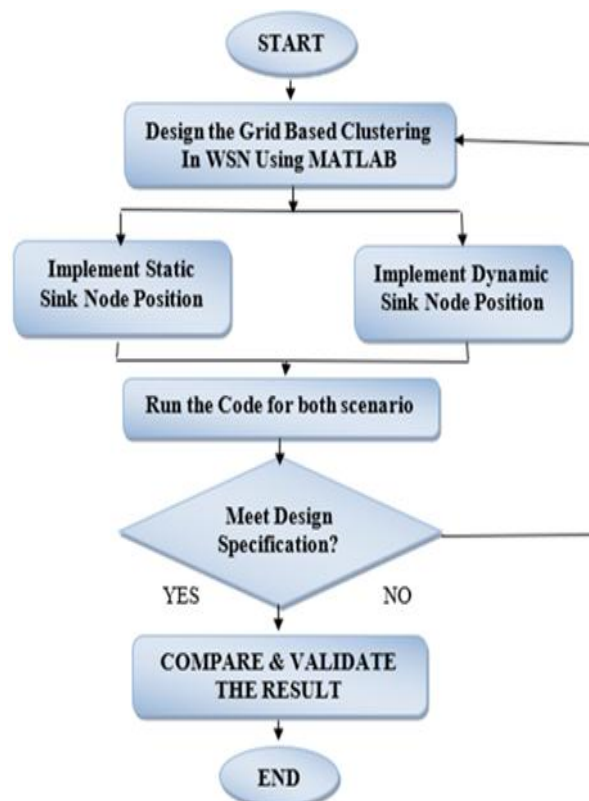 START
Design the Grid Based Clustering
In WSN Using MATLAB
Implement Static
Sink Node Position
Implement Dynamic
Sink Node Position
Run the Code for both scenario
Meet Design
Specification?
YES
NO
COMPARE & VALIDATE
THE RESULT
END